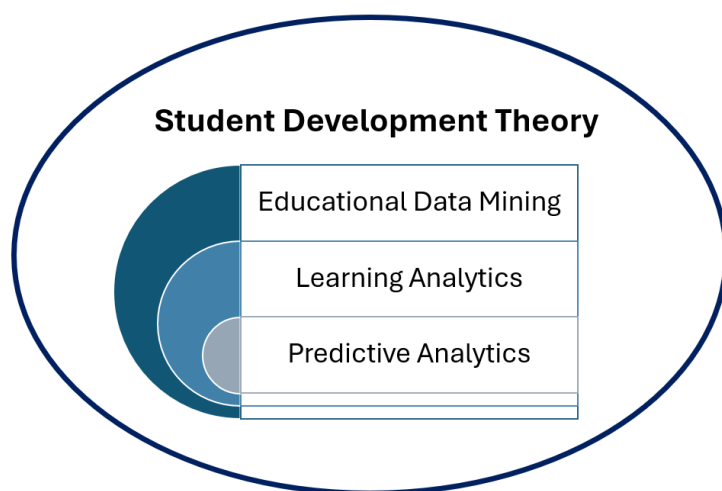 Student Development Theory
Educational Data Mining
Learning Analytics
Predictive Analytics